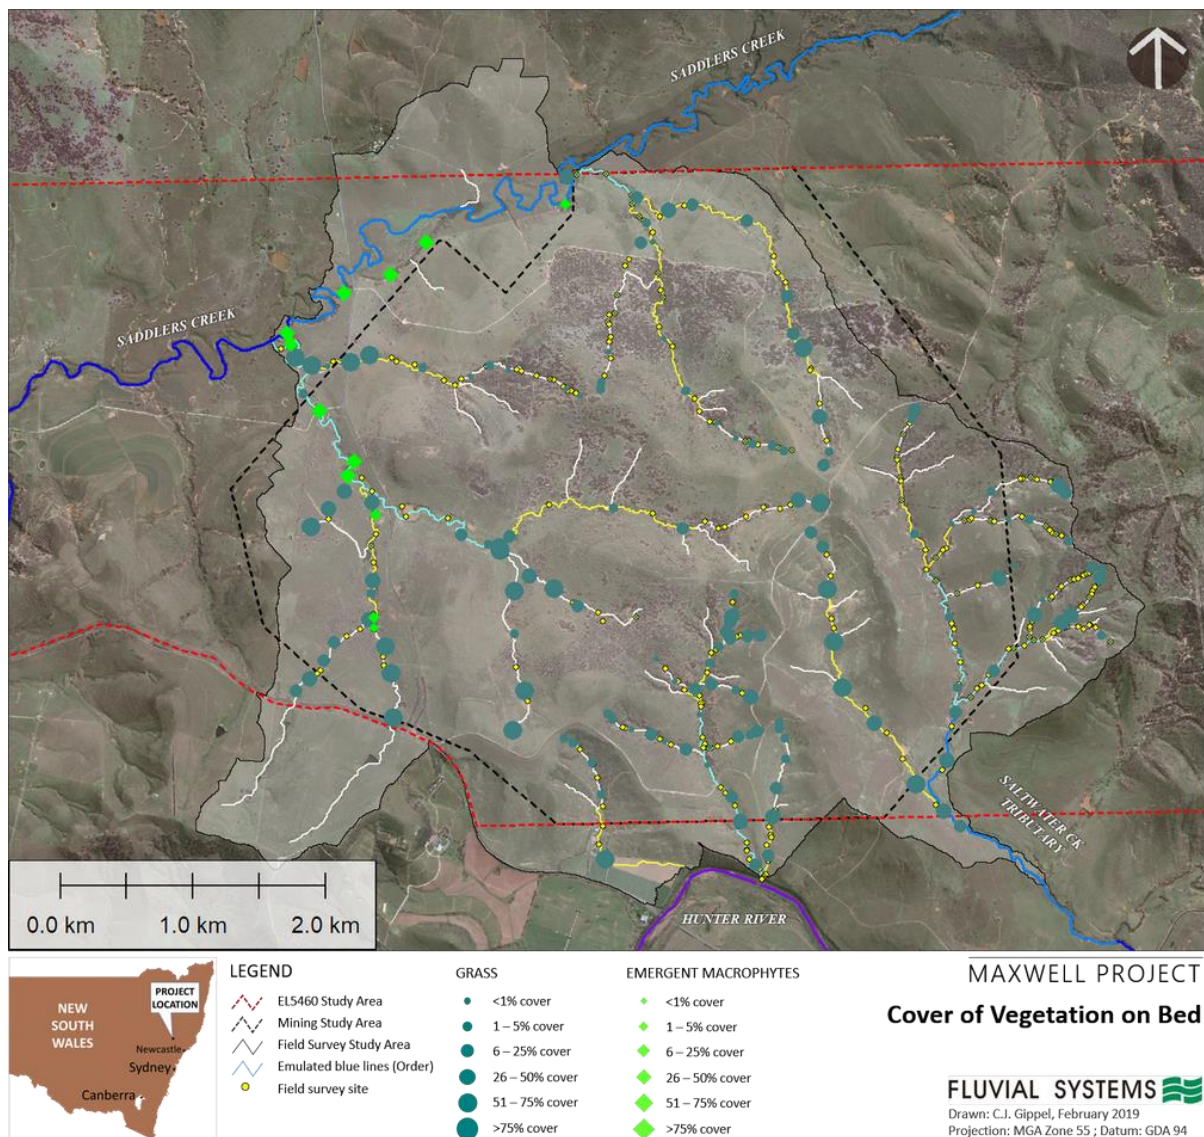 SADDLERS CREEK
SADDLERS CREEK
SALTWATER CK
TRIBUTARY
HUNTER RIVER
0.0 km 1.0 km 2.0 km
NEW
SOUTH
WALES
PROJECT
LOCATION
Newcastle
Sydney
Canberra
LEGEND
EL5460 Study Area
Mining Study Area
Field Survey Study Area
Emulated blue lines (Order)
Field survey site
GRASS
<1% cover
1 – 5% cover
6 – 25% cover
26 – 50% cover
51 – 75% cover
>75% cover
EMERGENT MACROPHYTES
<1% cover
1 – 5% cover
6 – 25% cover
26 – 50% cover
51 – 75% cover
>75% cover
MAXWELL PROJECT
Cover of Vegetation on Bed
FLUVIAL SYSTEMS
Drawn: C.J. Gippel, February 2019
Projection: MGA Zone 55 ; Datum: GDA 94